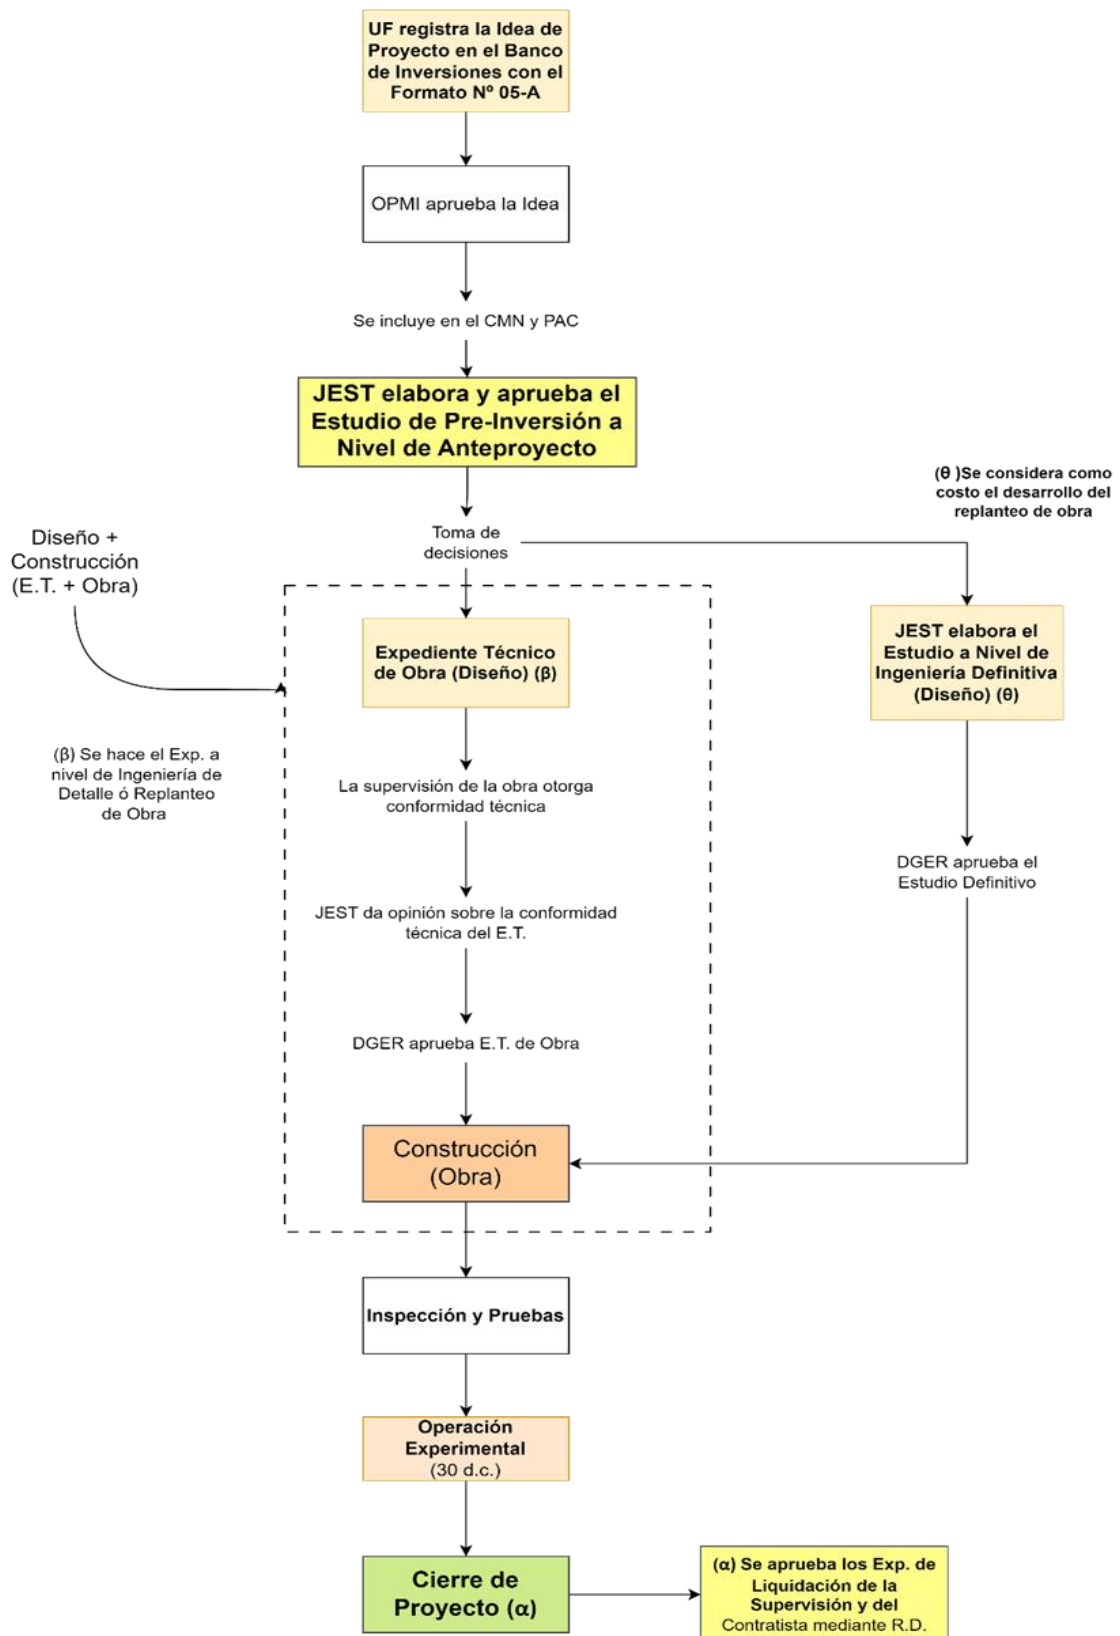 UF registra la Idea de
Proyecto en el Banco
de Inversiones con el
Formato Nº 05-A
OPMI aprueba la Idea
Se incluye en el CMN y PAC
JEST elabora y aprueba el
Estudio de Pre-Inversión a
Nivel de Anteproyecto
(θ )Se considera como
costo el desarrollo del
replanteo de obra
Toma de
decisiones
Diseño +
Construcción
(E.T. + Obra)
Expediente Técnico
de Obra (Diseño) (β)
JEST elabora el
Estudio a Nivel de
Ingeniería Definitiva
(Diseño) (θ)
(β) Se hace el Exp. a
nivel de Ingeniería de
Detalle ó Replanteo
de Obra
La supervisión de la obra otorga
conformidad técnica
DGER aprueba el
Estudio Definitivo
JEST da opinión sobre la conformidad
técnica del E.T.
DGER aprueba E.T. de Obra
Construcción
(Obra)
Inspección y Pruebas
Operación
Experimental
(30 d.c.)
Cierre de
Proyecto (α)
(α) Se aprueba los Exp. de
Liquidación de la
Supervisión y del
Contratista mediante R.D.